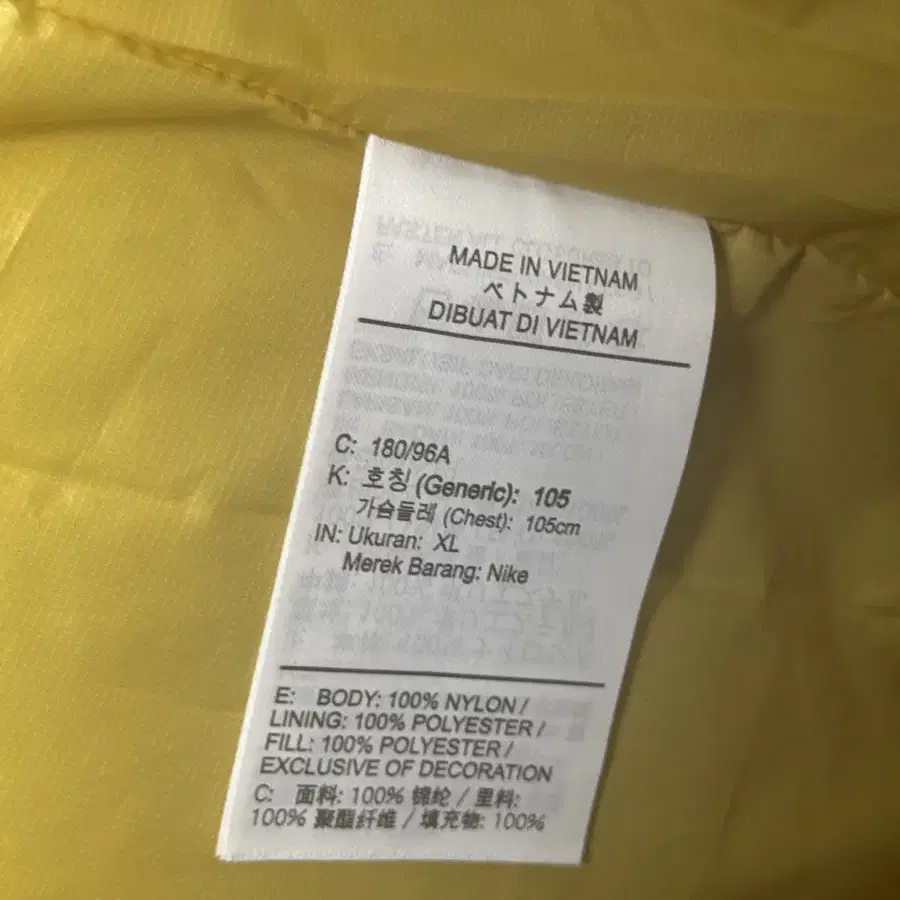 MADE IN VIETNAM
ベトナム製
DIBUAT DI VIETNAM
C: 180/96A
K: 호칭 (Generic): 105
가슴둘레 (Chest): 105cm
IN: Ukuran: XL
Merek Barang: Nike
E: BODY: 100% NYLON /
LINING: 100% POLYESTER /
FILL: 100% POLYESTER /
EXCLUSIVE OF DECORATION
C: 面料: 100% 锦纶 / 里料:
100% 聚酯纤维 / 填充物: 100%